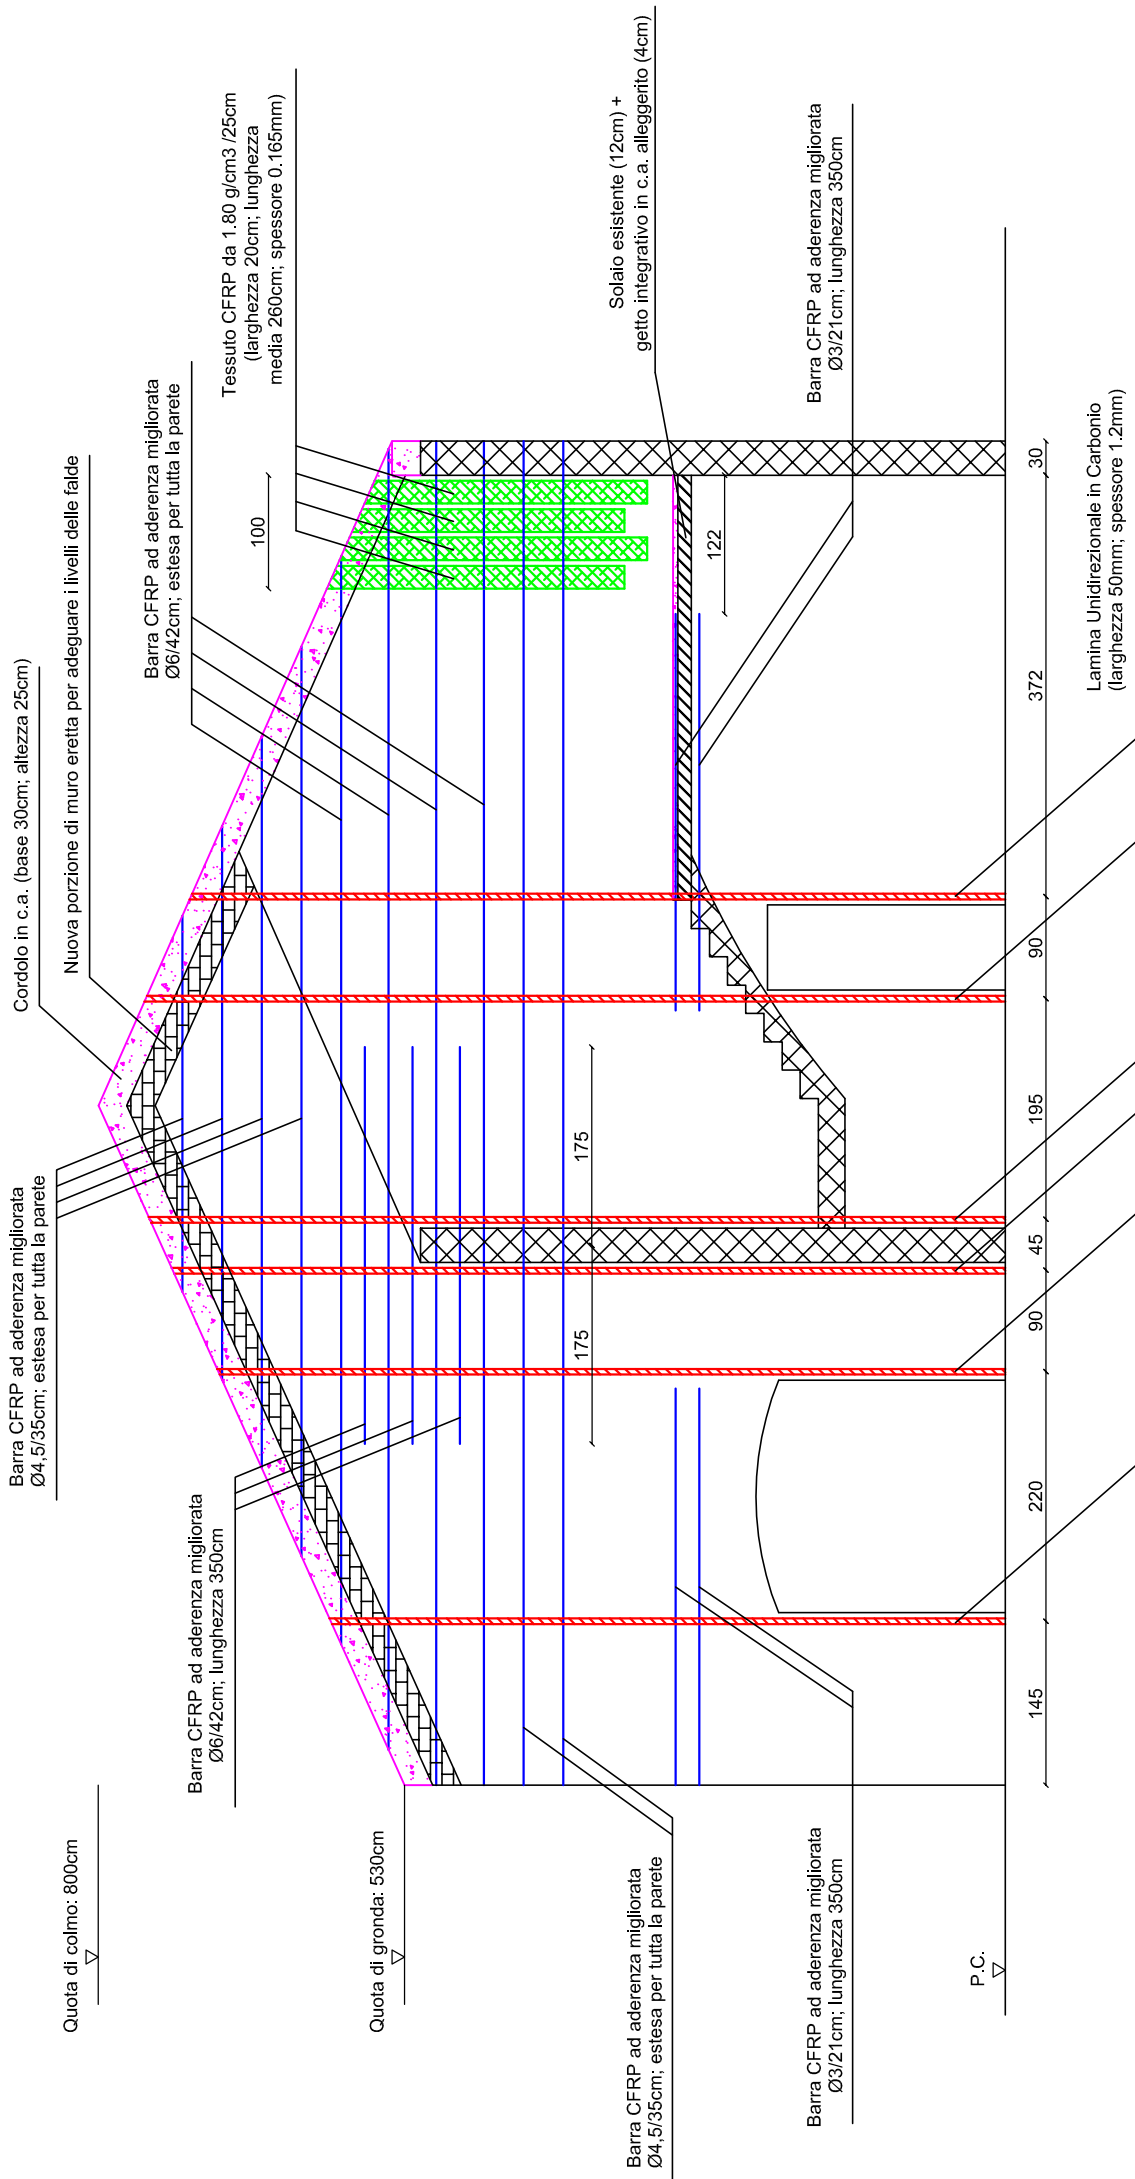 Quota di colmo: 800cm
Quota di gronda: 530cm
P.C.
Cordolo in c.a. (base 30cm; altezza 25cm)
Nuova porzione di muro eretta per adeguare i livelli delle falde
Barra CFRP ad aderenza migliorata
Ø4,5/35cm; estesa per tutta la parete
Barra CFRP ad aderenza migliorata
Ø6/42cm; estesa per tutta la parete
Tessuto CFRP da 1.80 g/cm3 /25cm
(larghezza 20cm; lunghezza
media 260cm; spessore 0.165mm)
Barra CFRP ad aderenza migliorata
Ø6/42cm; lunghezza 350cm
100
175
175
Solaio esistente (12cm) +
getto integrativo in c.a. alleggerito (4cm)
122
Barra CFRP ad aderenza migliorata
Ø4,5/35cm; estesa per tutta la parete
Barra CFRP ad aderenza migliorata
Ø3/21cm; lunghezza 350cm
Barra CFRP ad aderenza migliorata
Ø3/21cm; lunghezza 350cm
145
220
90
45
195
90
372
30
Lamina Unidirezionale in Carbonio
(larghezza 50mm; spessore 1.2mm)